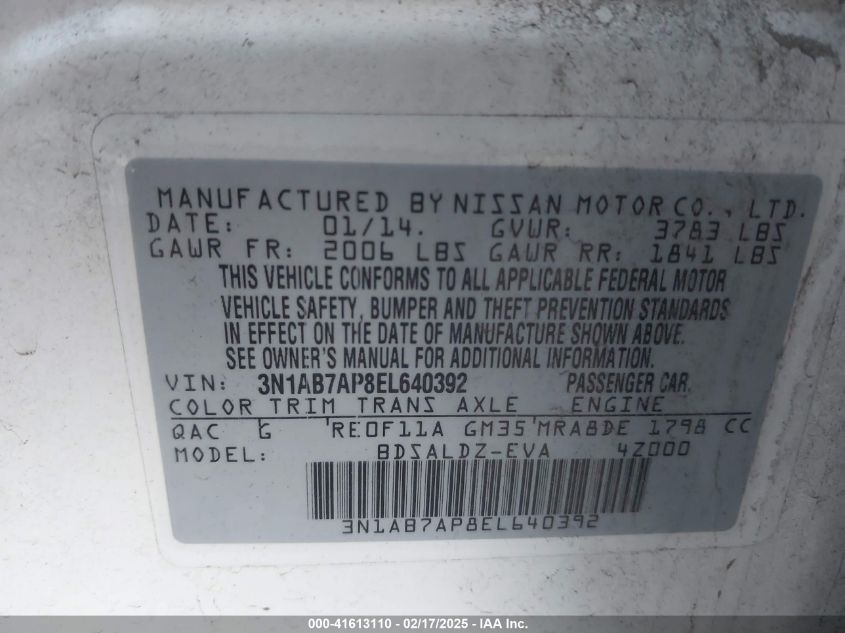 MANUFACTURED BY NISSAN MOTOR CO., LTD.
DATE: 01/14. GVWR: 3783 LBS
GAWR FR: 2006 LBS GAWR RR: 1841 LBS
THIS VEHICLE CONFORMS TO ALL APPLICABLE FEDERAL MOTOR
VEHICLE SAFETY, BUMPER AND THEFT PREVENTION STANDARDS
IN EFFECT ON THE DATE OF MANUFACTURE SHOWN ABOVE.
SEE OWNER'S MANUAL FOR ADDITIONAL INFORMATION.
VIN: 3N1AB7AP8EL640392 PASSENGER CAR.
COLOR TRIM TRANS AXLE ENGINE
QAC G 'RE0F11A GM35'MRA8DE 1798 CC
MODEL: BDSALDZ-EVA 4Z000
3N1AB7AP8EL640392
000-41613110 - 02/17/2025 - IAA Inc.